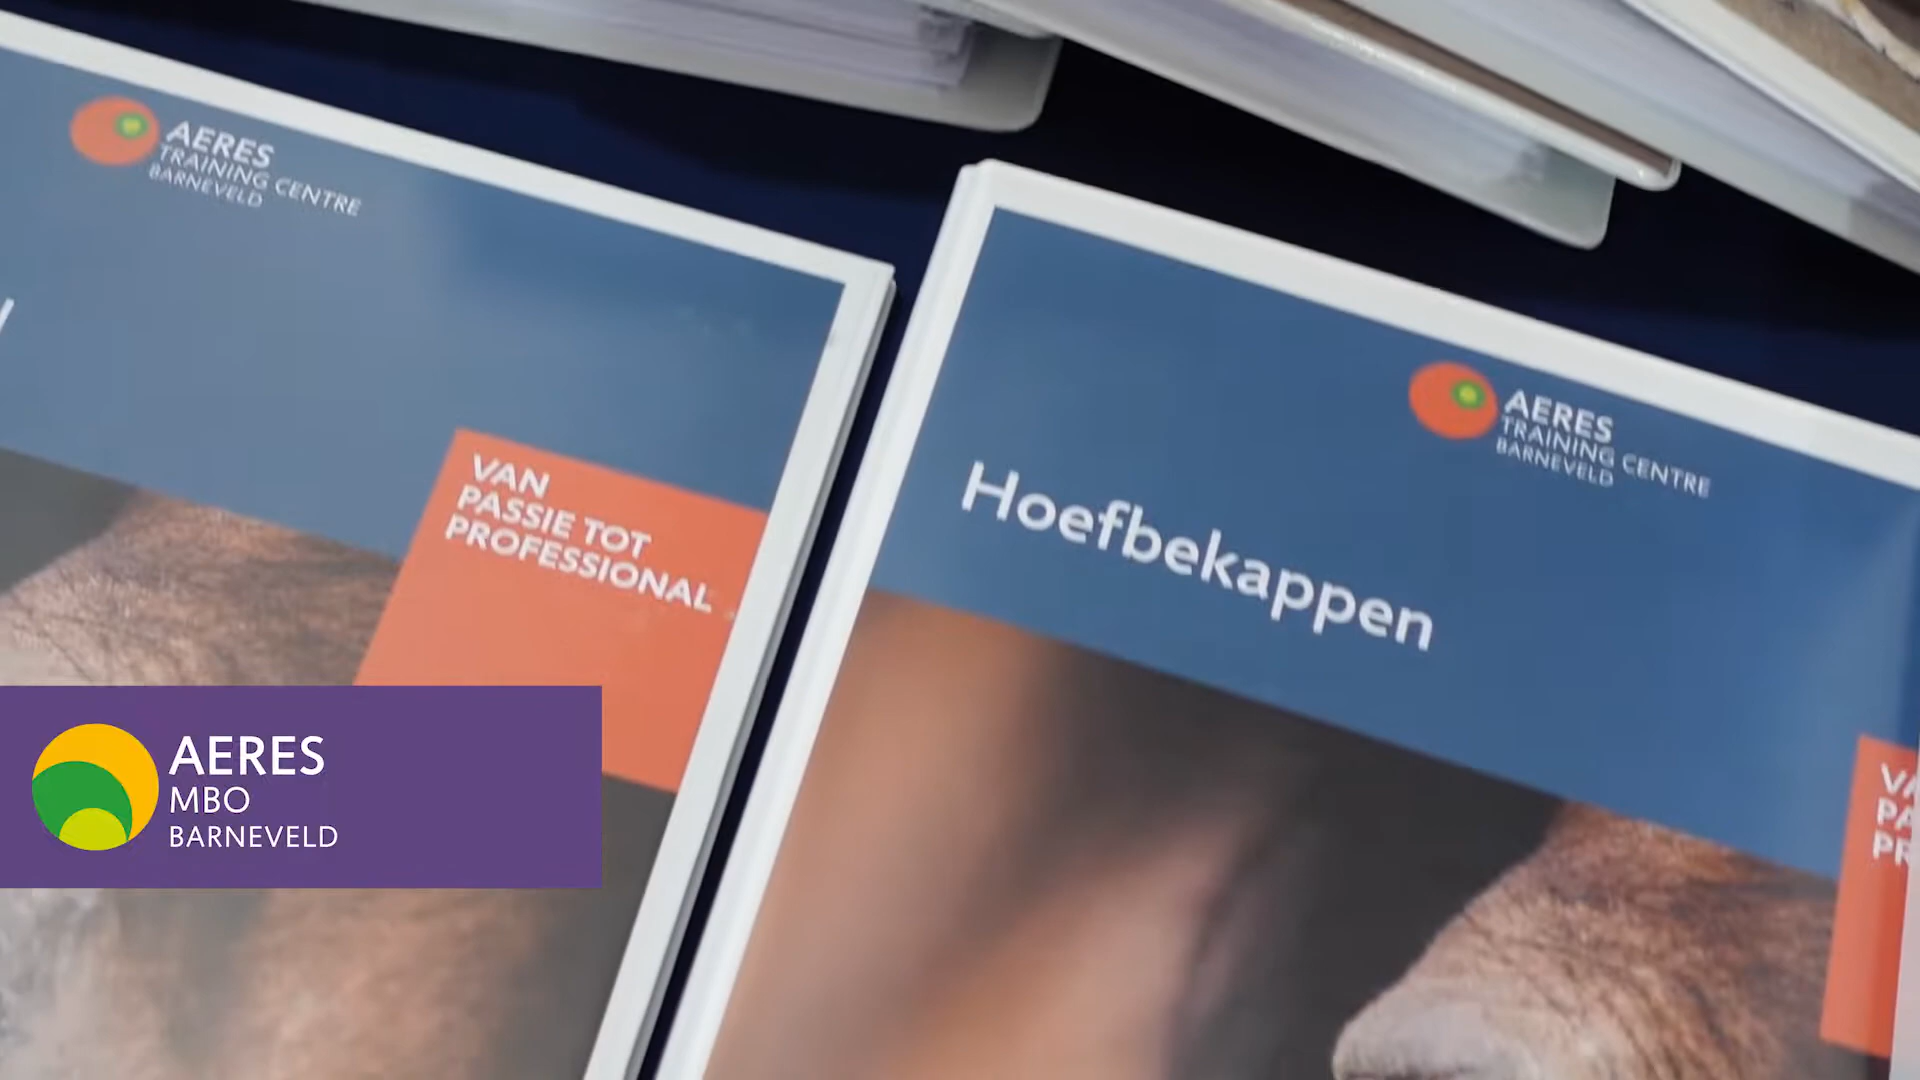 AERES
TRAINING CENTRE
BARNEVELD
VAN
PASSIE TOT
PROFESSIONAL
AERES
TRAINING CENTRE
BARNEVELD
Hoefbekappen
AERES
MBO
BARNEVELD